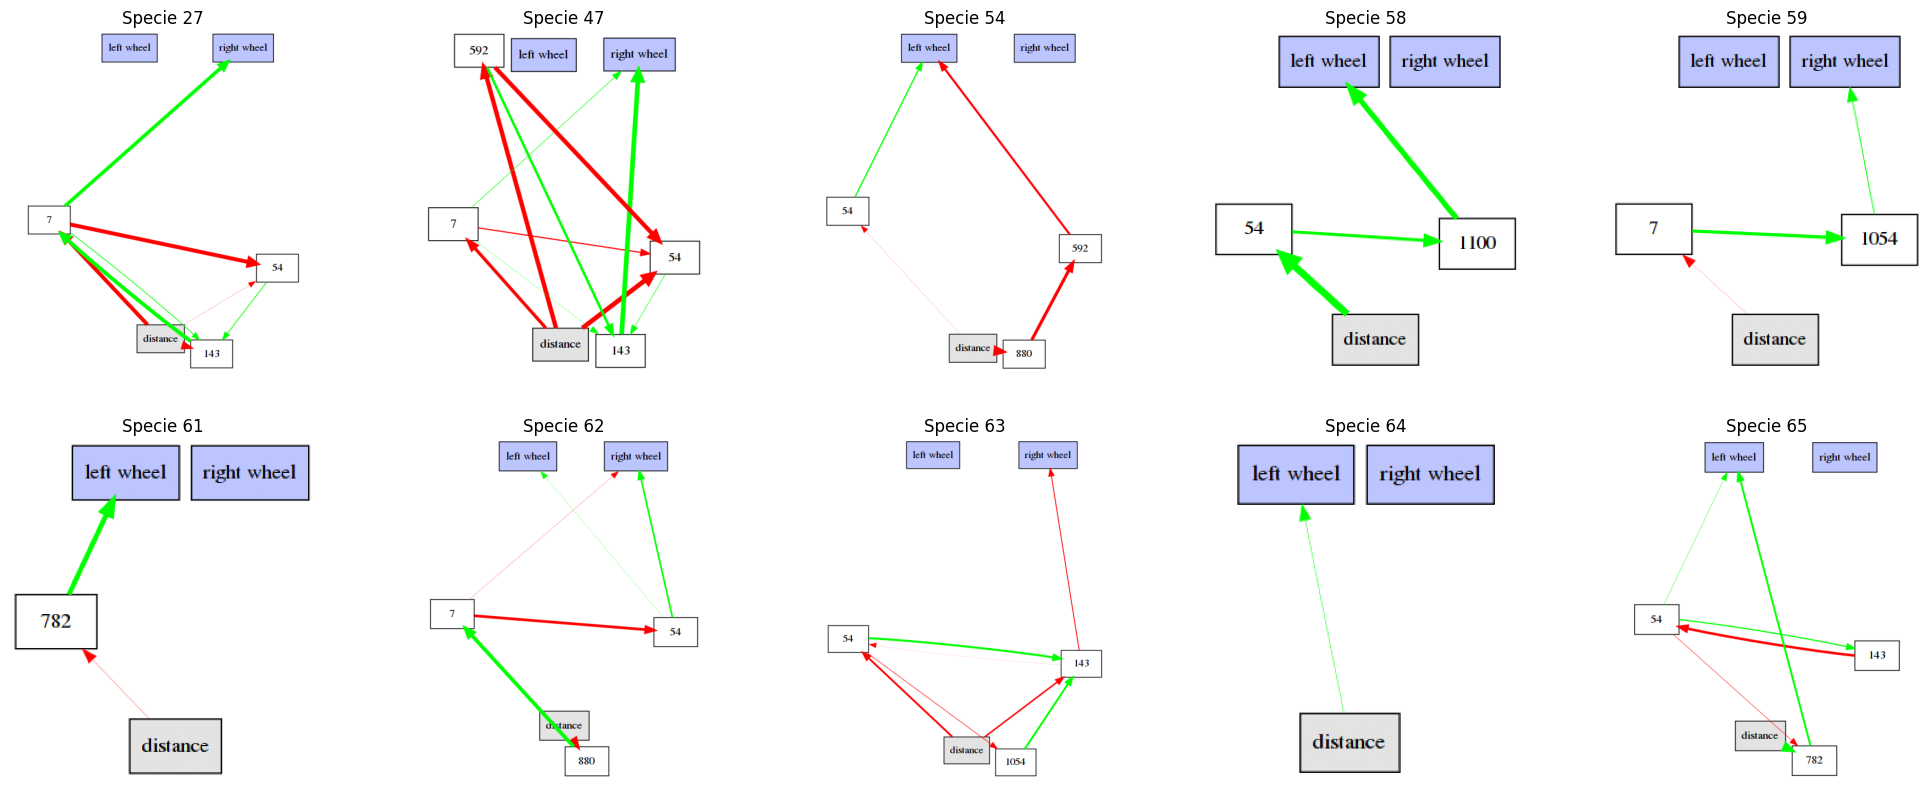 Specie 27
left wheel
right wheel
7
54
distance
143
Specie 47
592
left wheel
right wheel
7
54
distance
143
Specie 54
left wheel
right wheel
54
592
distance
880
Specie 58
left wheel
right wheel
54
1100
distance
Specie 59
left wheel
right wheel
7
1054
distance
Specie 61
left wheel
right wheel
782
distance
Specie 62
left wheel
right wheel
7
54
distance
880
Specie 63
left wheel
right wheel
54
143
distance
1054
Specie 64
left wheel
right wheel
distance
Specie 65
left wheel
right wheel
54
143
distance
782